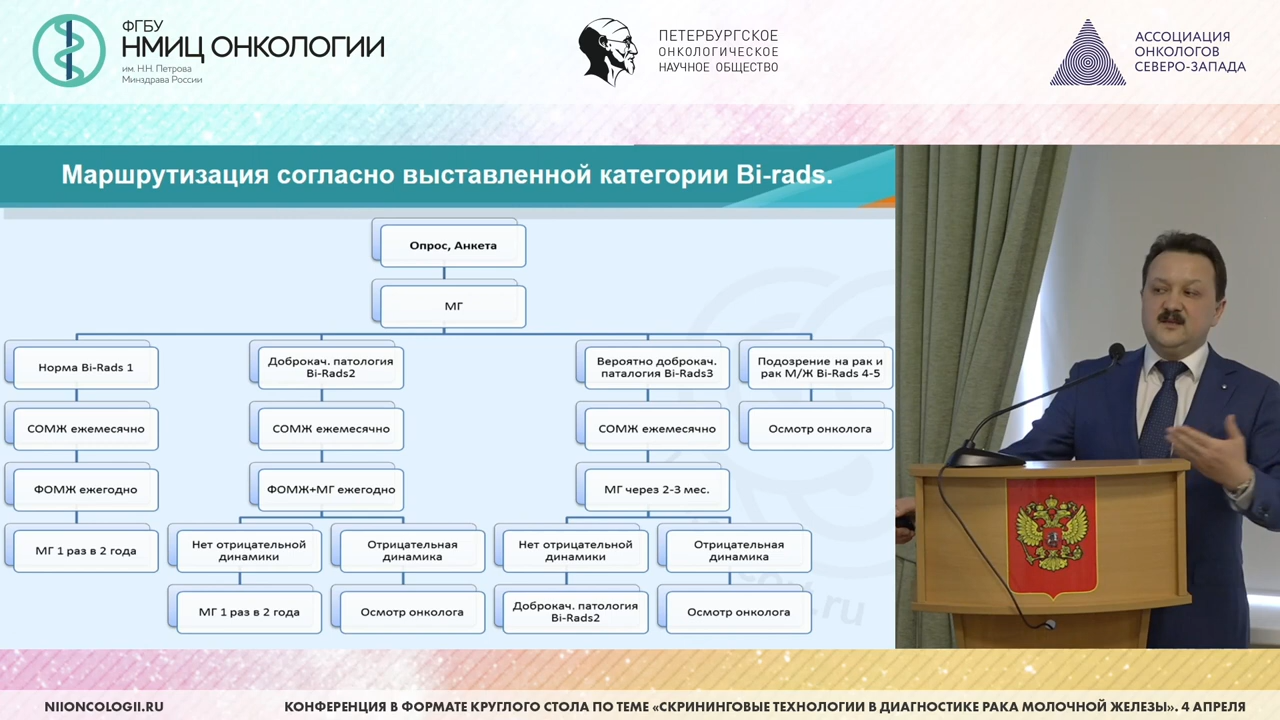 ФГБУ
НМИЦ ОНКОЛОГИИ
им. Н.Н. Петрова
Минздрава России
ПЕТЕРБУРГСКОЕ
ОНКОЛОГИЧЕСКОЕ
НАУЧНОЕ ОБЩЕСТВО
АССОЦИАЦИЯ
ОНКОЛОГОВ
СЕВЕРО-ЗАПАДА
Маршрутизация согласно выставленной категории Bi-rads.
Опрос, Анкета
МГ
Норма Bi-Rads 1
Доброкач. патология
Bi-Rads2
Вероятно доброкач.
паталогия Bi-Rads3
Подозрение на рак и
рак М/Ж Bi-Rads 4-5
СОМЖ ежемесячно
СОМЖ ежемесячно
СОМЖ ежемесячно
Осмотр онколога
ФОМЖ ежегодно
ФОМЖ+МГ ежегодно
МГ через 2-3 мес.
МГ 1 раз в 2 года
Нет отрицательной
динамики
Отрицательная
динамика
Нет отрицательной
динамики
Отрицательная
динамика
МГ 1 раз в 2 года
Осмотр онколога
Доброкач. патология
Bi-Rads2
Осмотр онколога
.ru
NIIONCOLOGII.RU
КОНФЕРЕНЦИЯ В ФОРМАТЕ КРУГЛОГО СТОЛА ПО ТЕМЕ «СКРИНИНГОВЫЕ ТЕХНОЛОГИИ В ДИАГНОСТИКЕ РАКА МОЛОЧНОЙ ЖЕЛЕЗЫ». 4 АПРЕЛЯ